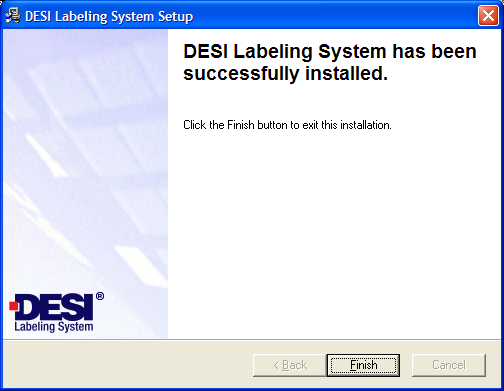 DESI Labeling System Setup
DESI Labeling System has been
successfully installed.
Click the Finish button to exit this installation.
DESI®
Labeling System
< Back
Finish
Cancel